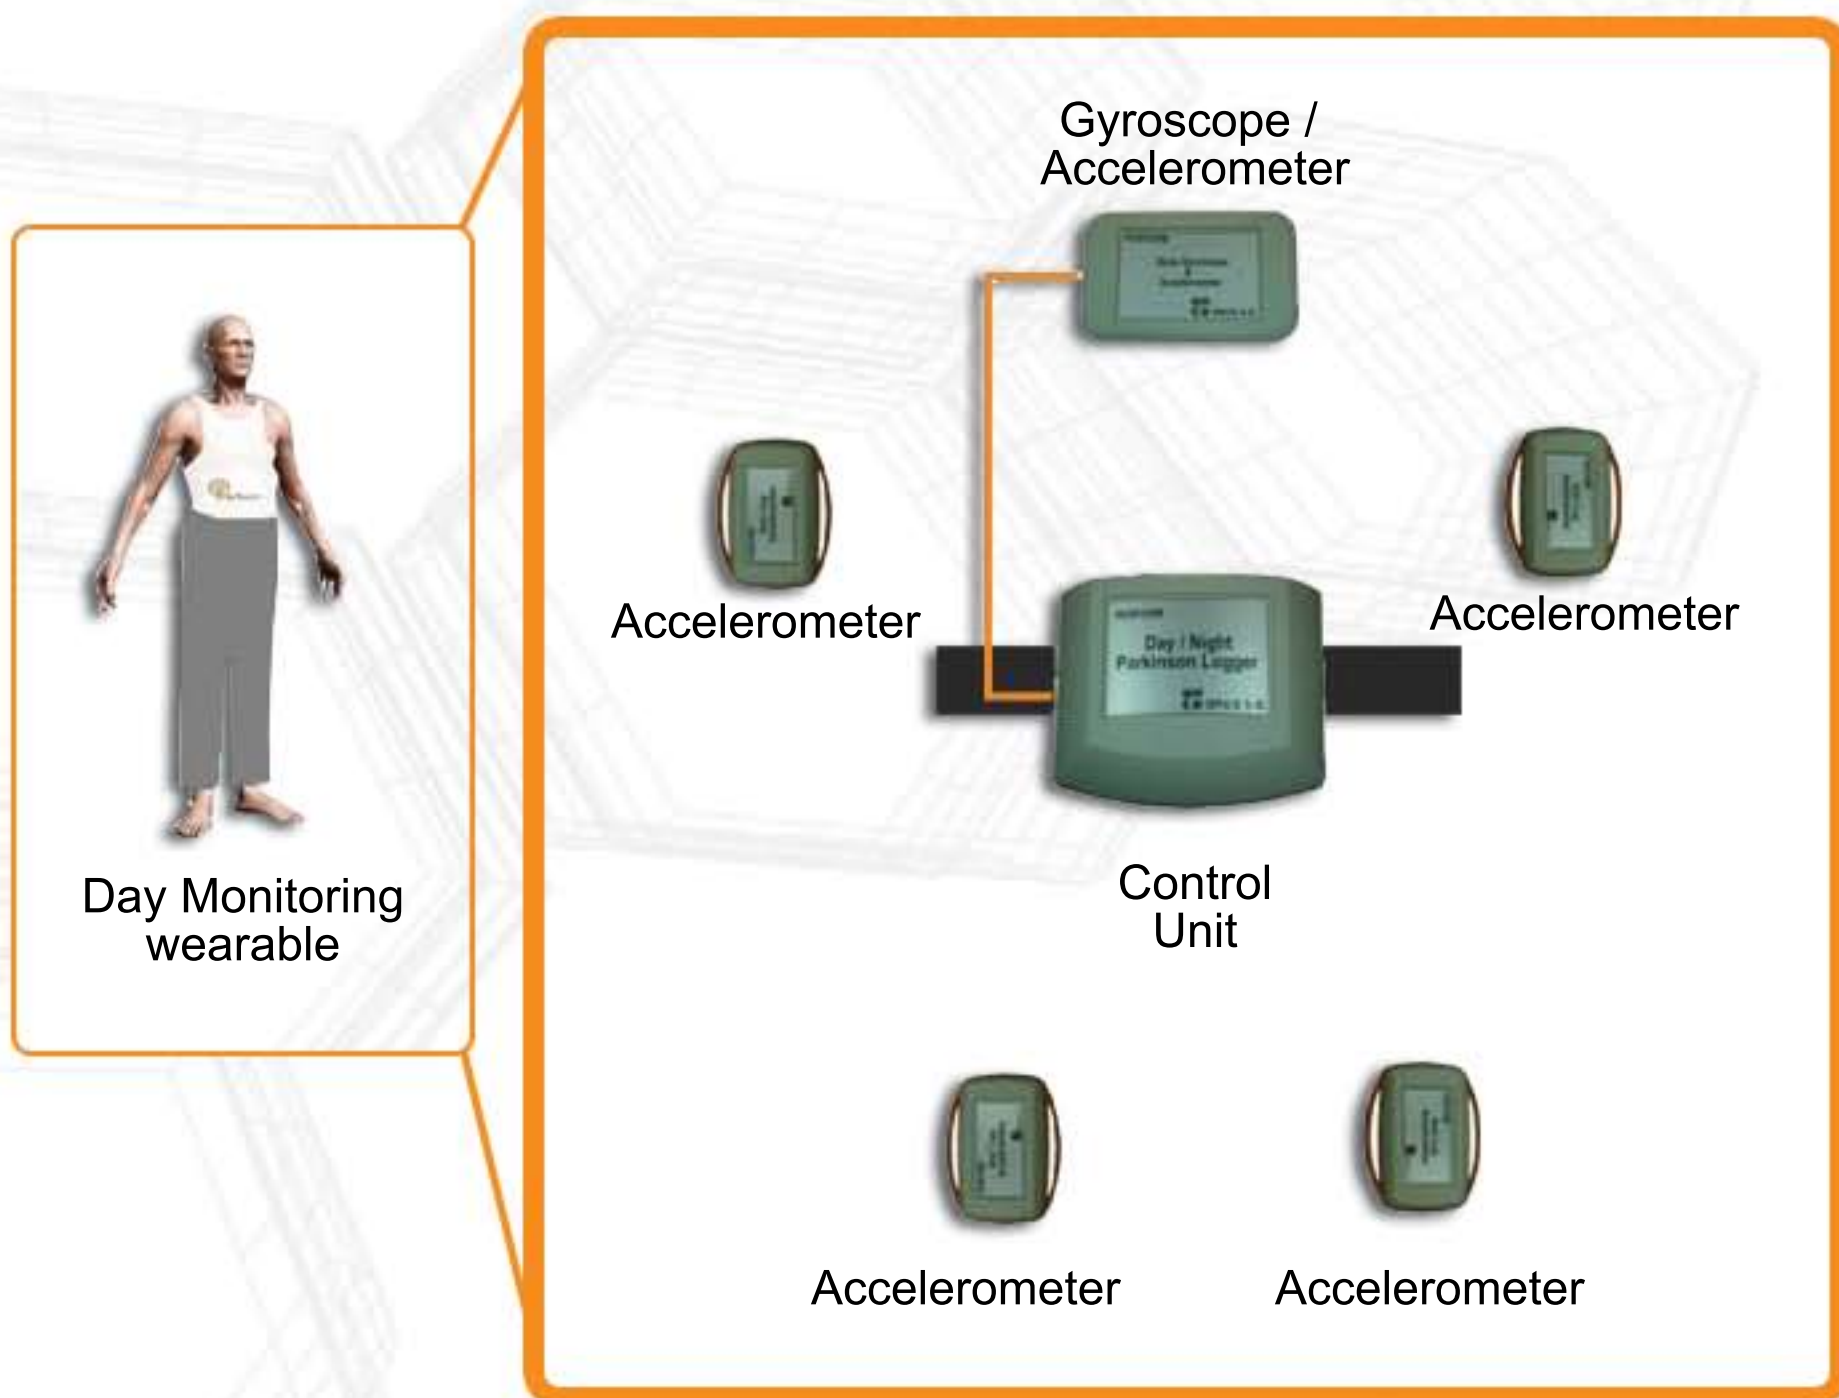 Gyroscope /
Accelerometer
Accelerometer
Accelerometer
Day / Night
Parkinson Logger
Day Monitoring
wearable
Control
Unit
Accelerometer
Accelerometer